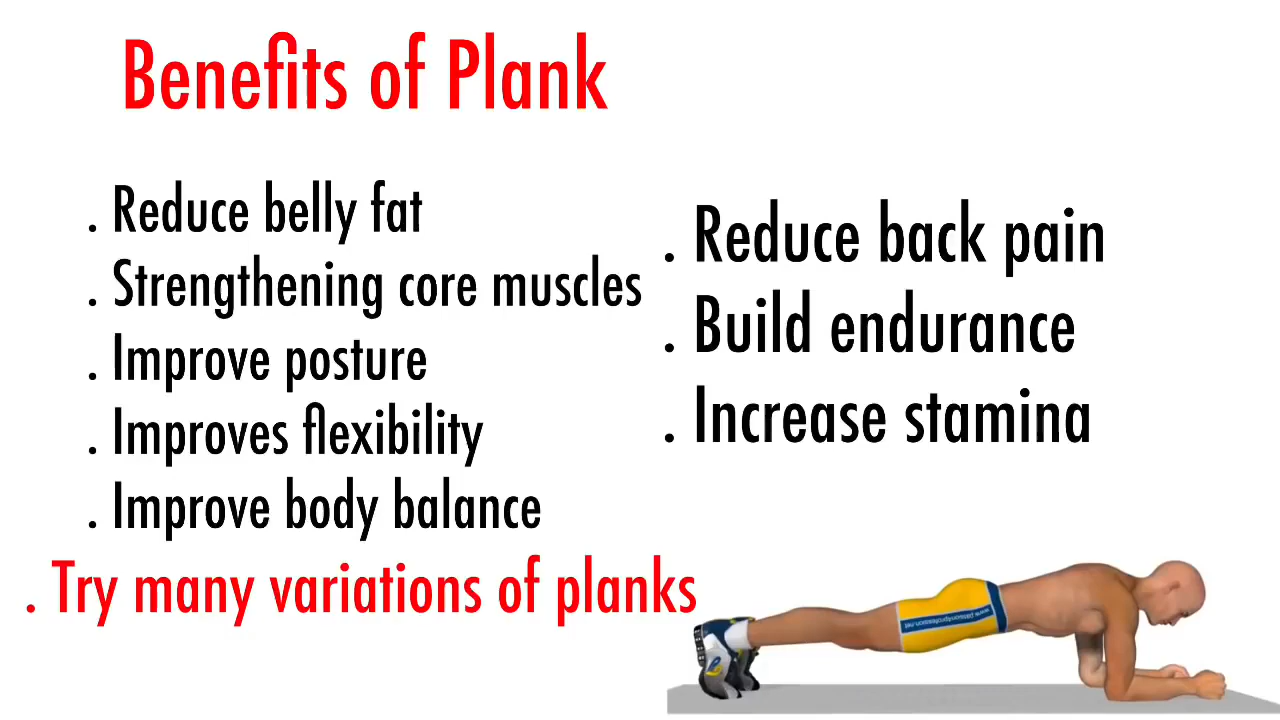 Benefits of Plank
. Reduce belly fat
. Strengthening core muscles
. Improve posture
. Improves flexibility
. Improve body balance
. Try many variations of planks
. Reduce back pain
. Build endurance
. Increase stamina